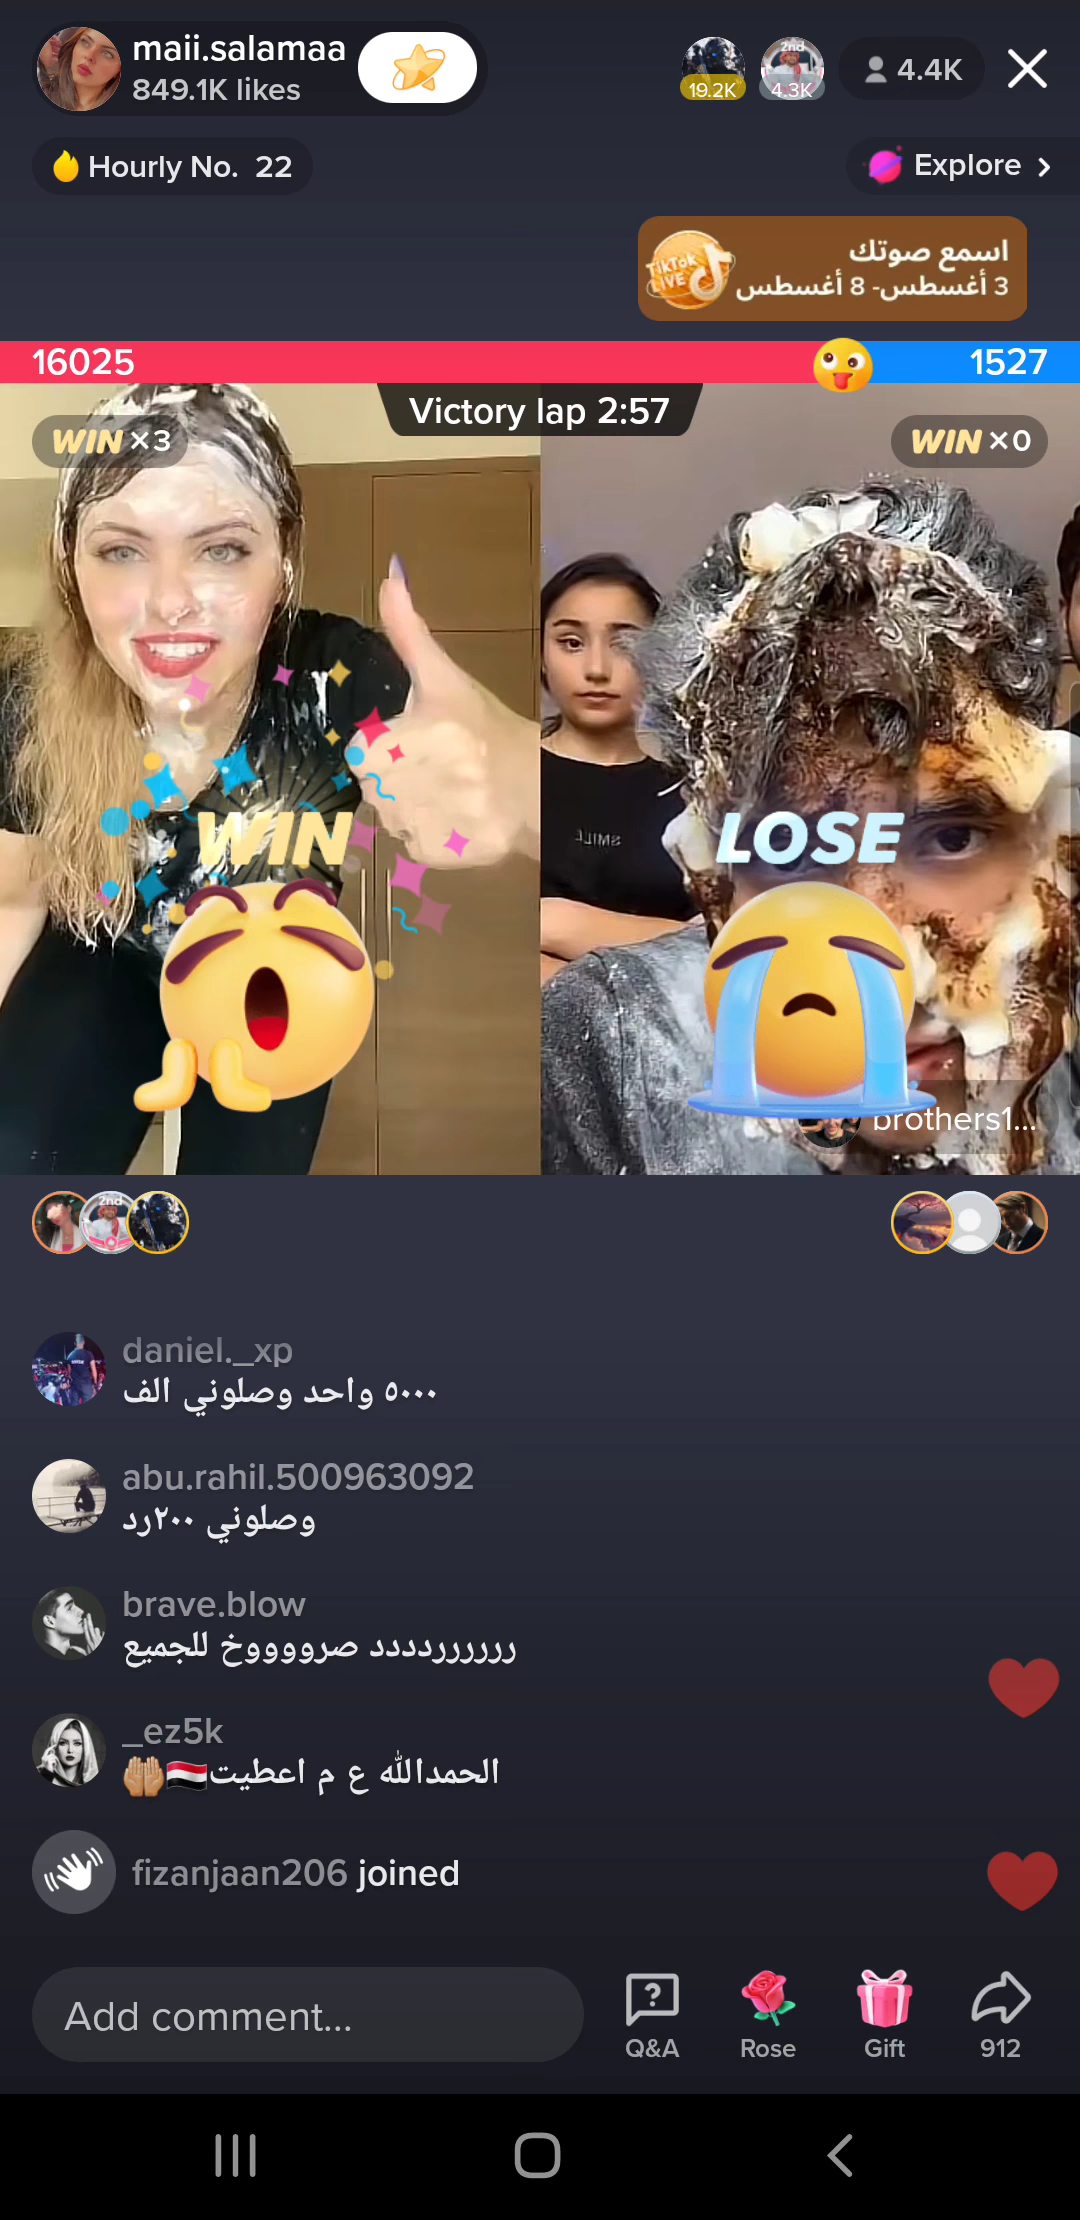 maii.salamaa
849.1K likes
19.2K
2nd
4.3K
4.4K
Hourly No. 22
Explore
TikTok LIVE
اسمع صوتك
3 أغسطس- 8 أغسطس
16025
1527
Victory lap 2:57
WIN ×3
WIN ×0
SMILE
WIN
LOSE
brothers1...
2nd
daniel._xp
٥٠٠٠ واحد وصلوني الف
abu.rahil.500963092
وصلوني ٢٠٠رد
brave.blow
رررررردددد صرووووخ للجميع
_ez5k
الحمدالله ع م اعطيت🇾🇪🤲🏼
fizanjaan206 joined
Add comment...
Q&A
Rose
Gift
912